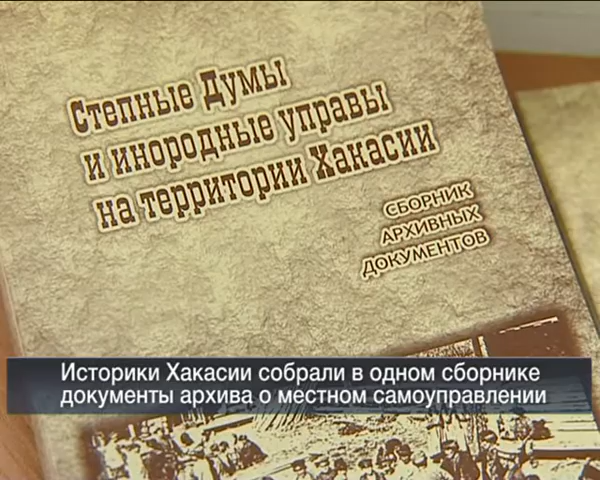 Степные Думы
и инородные управы
на территории Хакасии
СБОРНИК
АРХИВНЫХ
ДОКУМЕНТОВ
Историки Хакасии собрали в одном сборнике
документы архива о местном самоуправлении